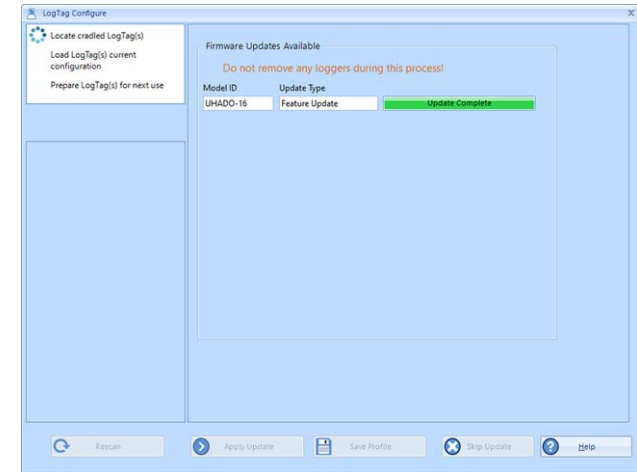 LogTag Configure
x
Locate cradled LogTag(s)
Load LogTag(s) current
configuration
Prepare LogTag(s) for next use
Firmware Updates Available
Do not remove any loggers during this process!
Model ID Update Type
UHADO-16 Feature Update Update Complete
Rescan Apply Update Save Profile Skip Update ? Help